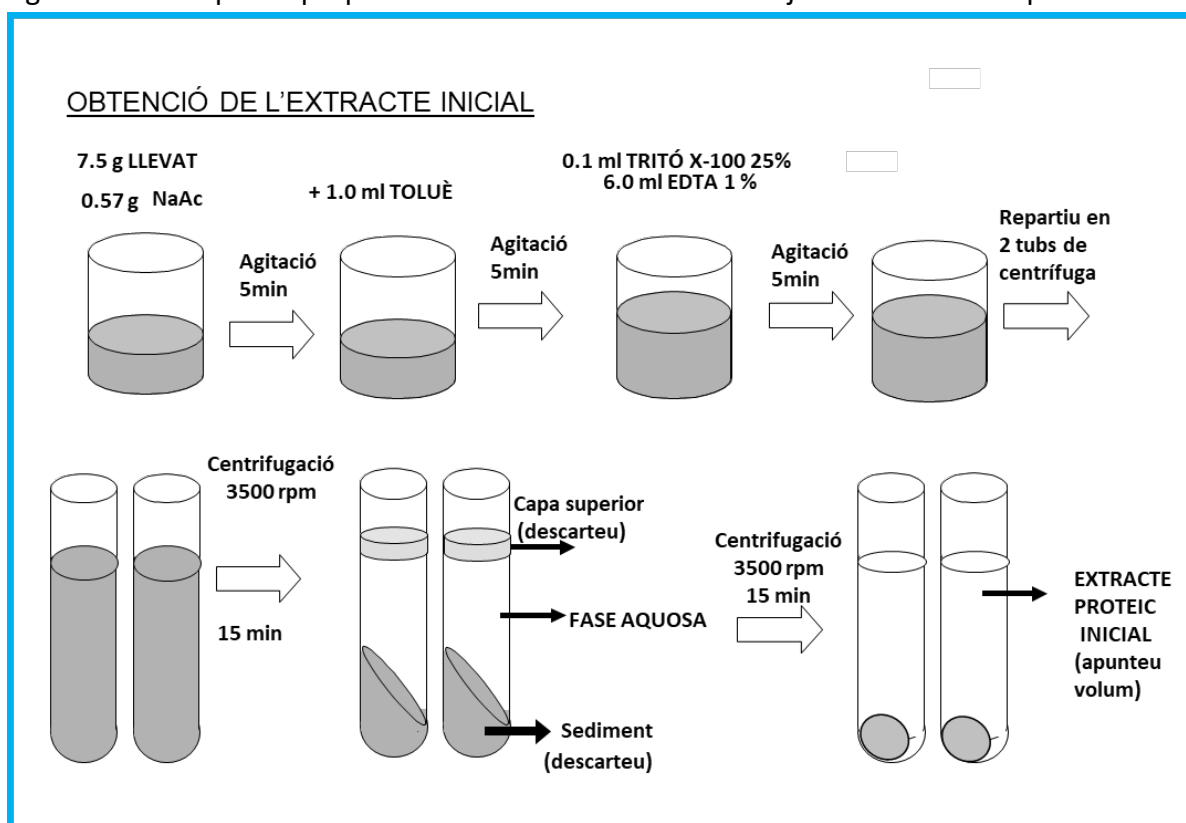 OBTENCIÓ DE L'EXTRACTE INICIAL
7.5 g LLEVAT
0.57 g NaAc
Agitació
5min
+ 1.0 ml TOLUÈ
Agitació
5min
0.1 ml TRITÓ X-100 25%
6.0 ml EDTA 1 %
Agitació
5min
Repartiu en
2 tubs de
centrífuga
Centrifugació
3500 rpm
15 min
Capa superior
(descarteu)
FASE AQUOSA
Sediment
(descarteu)
Centrifugació
3500 rpm
15 min
EXTRACTE
PROTEIC
INICIAL
(apunteu
volum)